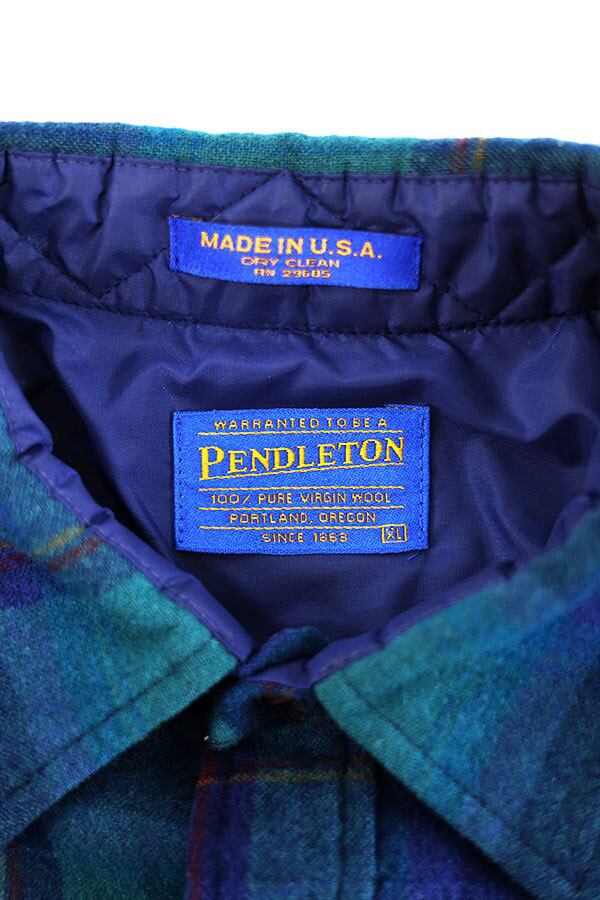 MADE IN U.S.A.
DRY CLEAN
RN 29685
WARRANTED TO BE A
PENDLETON
100% PURE VIRGIN WOOL
PORTLAND, OREGON
SINCE 1863 XL